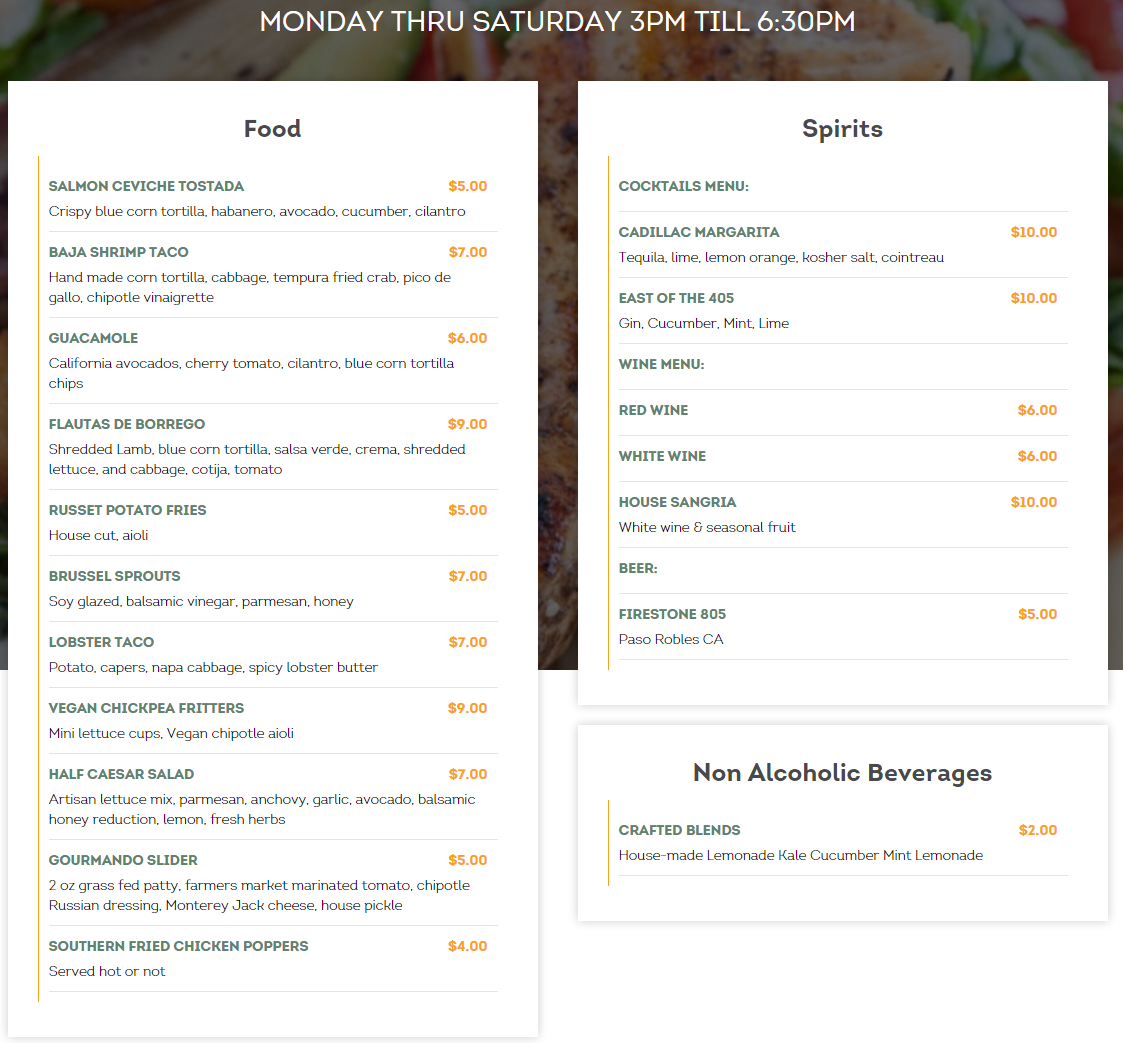 MONDAY THRU SATURDAY 3PM TILL 6:30PM
Food
SALMON CEVICHE TOSTADA $5.00
Crispy blue corn tortilla, habanero, avocado, cucumber, cilantro
BAJA SHRIMP TACO $7.00
Hand made corn tortilla, cabbage, tempura fried crab, pico de
gallo, chipotle vinaigrette
GUACAMOLE $6.00
California avocados, cherry tomato, cilantro, blue corn tortilla
chips
FLAUTAS DE BORREGO $9.00
Shredded Lamb, blue corn tortilla, salsa verde, crema, shredded
lettuce, and cabbage, cotija, tomato
RUSSET POTATO FRIES $5.00
House cut, aioli
BRUSSEL SPROUTS $7.00
Soy glazed, balsamic vinegar, parmesan, honey
LOBSTER TACO $7.00
Potato, capers, napa cabbage, spicy lobster butter
VEGAN CHICKPEA FRITTERS $9.00
Mini lettuce cups, Vegan chipotle aioli
HALF CAESAR SALAD $7.00
Artisan lettuce mix, parmesan, anchovy, garlic, avocado, balsamic
honey reduction, lemon, fresh herbs
GOURMANDO SLIDER $5.00
2 oz grass fed patty, farmers market marinated tomato, chipotle
Russian dressing, Monterey Jack cheese, house pickle
SOUTHERN FRIED CHICKEN POPPERS $4.00
Served hot or not
Spirits
COCKTAILS MENU:
CADILLAC MARGARITA $10.00
Tequila, lime, lemon orange, kosher salt, cointreau
EAST OF THE 405 $10.00
Gin, Cucumber, Mint, Lime
WINE MENU:
RED WINE $6.00
WHITE WINE $6.00
HOUSE SANGRIA $10.00
White wine & seasonal fruit
BEER:
FIRESTONE 805 $5.00
Paso Robles CA
Non Alcoholic Beverages
CRAFTED BLENDS $2.00
House-made Lemonade Kale Cucumber Mint Lemonade